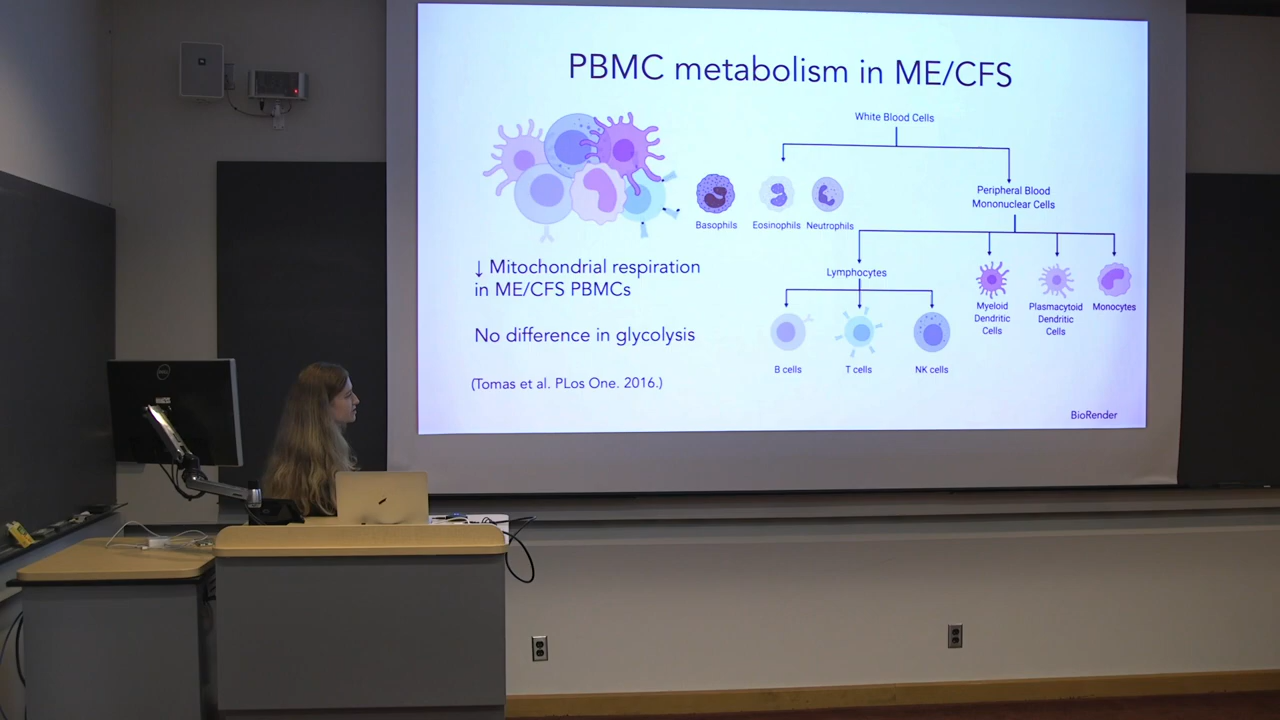 PBMC metabolism in ME/CFS
White Blood Cells
Peripheral Blood
Mononuclear Cells
Basophils
Eosinophils
Neutrophils
↓ Mitochondrial respiration
in ME/CFS PBMCs
No difference in glycolysis
(Tomas et al. PLos One. 2016.)
Lymphocytes
Myeloid
Dendritic
Cells
Plasmacytoid
Dendritic
Cells
Monocytes
B cells
T cells
NK cells
BioRender
DELL